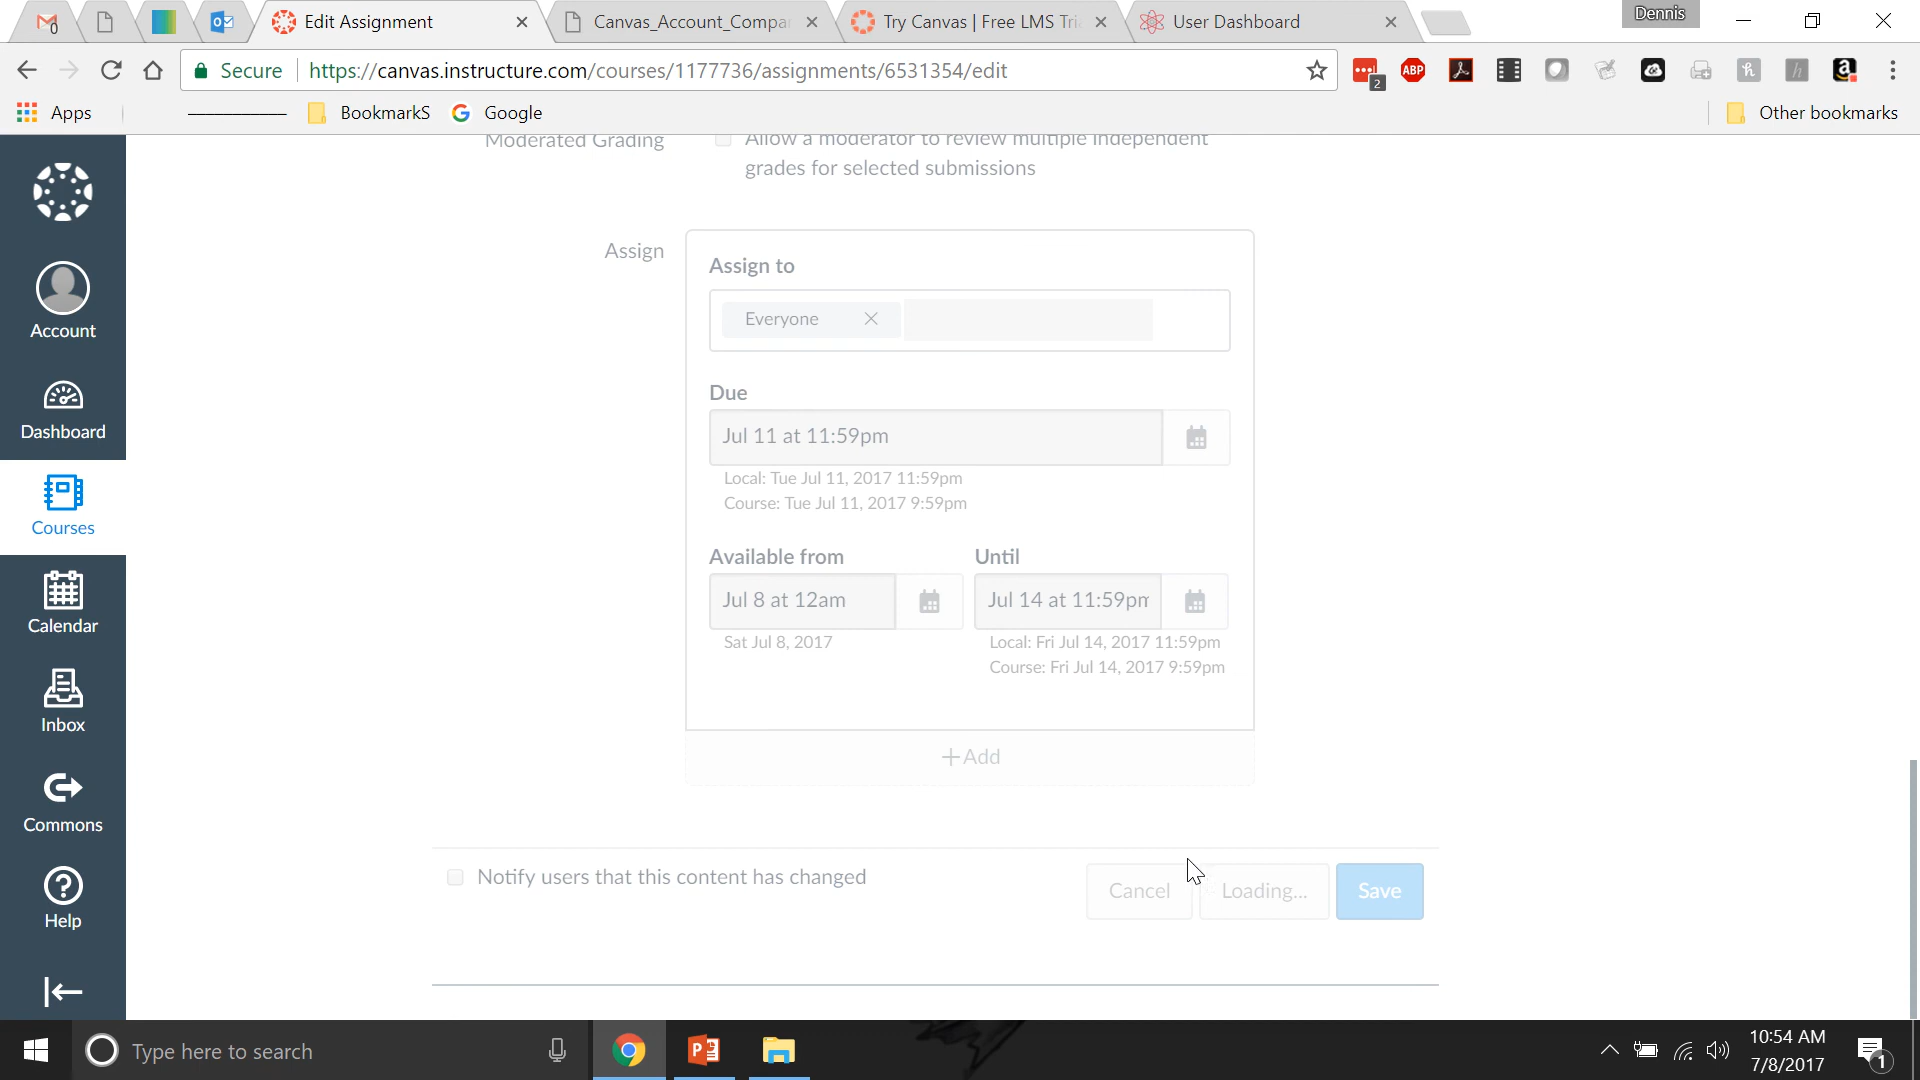 Edit Assignment
Canvas_Account_Compa
Try Canvas | Free LMS Tri
User Dashboard
Dennis
Secure
https://canvas.instructure.com/courses/1177736/assignments/6531354/edit
ABP
2
Apps
BookmarkS
Google
Other bookmarks
Moderated Grading
Allow a moderator to review multiple independent
grades for selected submissions
Account
Dashboard
Courses
Calendar
Inbox
Commons
Help
Assign
Assign to
Everyone
Due
Jul 11 at 11:59pm
Local: Tue Jul 11, 2017 11:59pm
Course: Tue Jul 11, 2017 9:59pm
Available from
Until
Jul 8 at 12am
Jul 14 at 11:59pm
Sat Jul 8, 2017
Local: Fri Jul 14, 2017 11:59pm
Course: Fri Jul 14, 2017 9:59pm
+Add
Notify users that this content has changed
Cancel
Loading...
Save
Type here to search
10:54 AM
7/8/2017
1